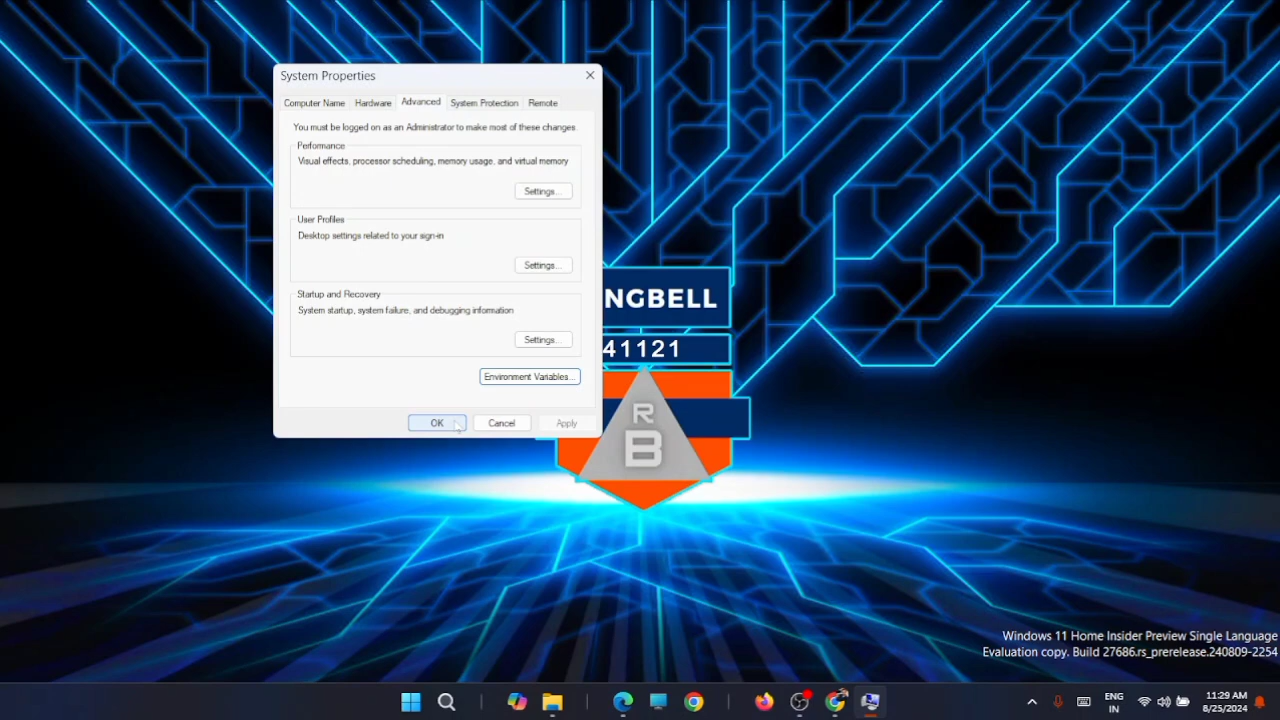 System Properties
Computer Name Hardware Advanced System Protection Remote
You must be logged on as an Administrator to make most of these changes.
Performance
Visual effects, processor scheduling, memory usage, and virtual memory
Settings...
User Profiles
Desktop settings related to your sign-in
Settings...
Startup and Recovery
System startup, system failure, and debugging information
Settings...
Environment Variables...
OK Cancel Apply
NGBELL
41121
R
B
Windows 11 Home Insider Preview Single Language
Evaluation copy. Build 27686.rs_prerelease.240809-2254
ENG
IN
11:29 AM
8/25/2024